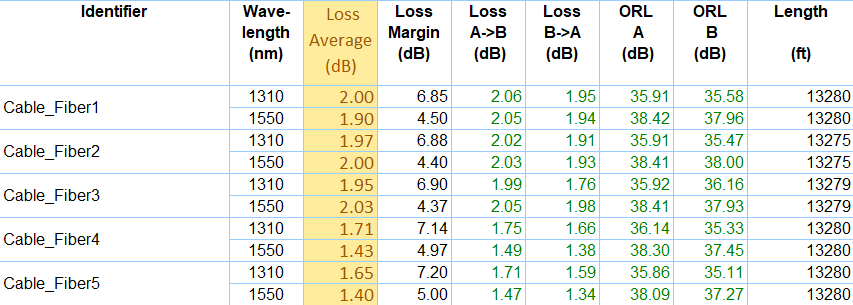 Identifier Wave- Loss Loss Loss Loss ORL ORL Length
length Average Margin A->B B->A A B
(nm) (dB) (dB) (dB) (dB) (dB) (dB) (ft)
Cable_Fiber1 1310 2.00 6.85 2.06 1.95 35.91 35.58 13280
1550 1.90 4.50 2.05 1.94 38.42 37.96 13280
Cable_Fiber2 1310 1.97 6.88 2.02 1.91 35.91 35.47 13275
1550 2.00 4.40 2.03 1.93 38.41 38.00 13275
Cable_Fiber3 1310 1.95 6.90 1.99 1.76 35.92 36.16 13279
1550 2.03 4.37 2.05 1.98 38.41 37.93 13279
Cable_Fiber4 1310 1.71 7.14 1.75 1.66 36.14 35.33 13280
1550 1.43 4.97 1.49 1.38 38.30 37.45 13280
Cable_Fiber5 1310 1.65 7.20 1.71 1.59 35.86 35.11 13280
1550 1.40 5.00 1.47 1.34 38.09 37.27 13280